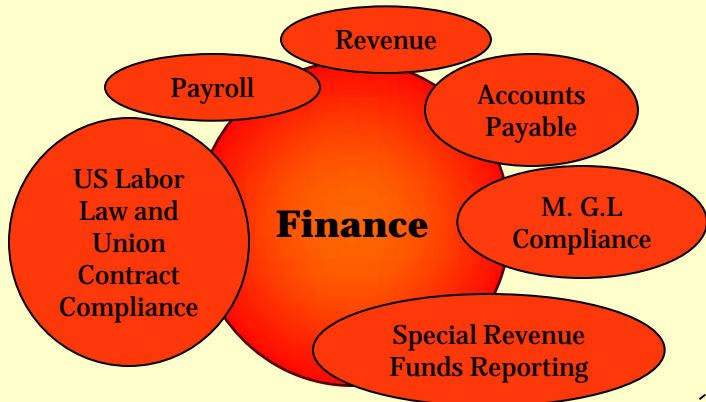 Revenue
Payroll
Accounts
Payable
US Labor
Law and
Union
Contract
Compliance
Finance
M. G.L
Compliance
Special Revenue
Funds Reporting